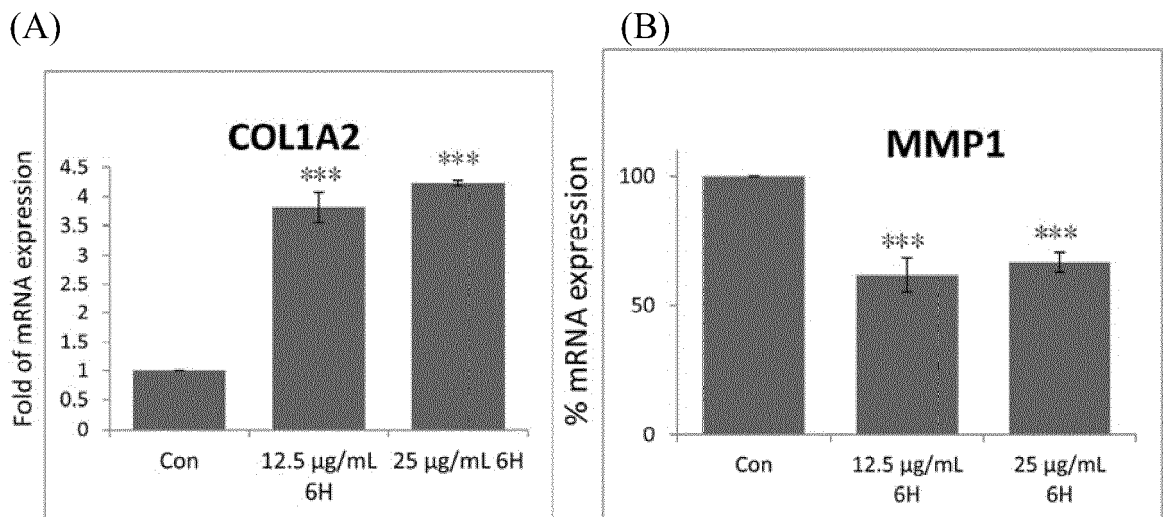 (A)
COL1A2
Fold of mRNA expression
4.5
4
3.5
3
2.5
2
1.5
1
0.5
0
***
***
Con
12.5 µg/mL
6H
25 µg/mL 6H
(B)
MMP1
% mRNA expression
100
50
0
***
***
Con
12.5 µg/mL
6H
25 µg/mL
6H